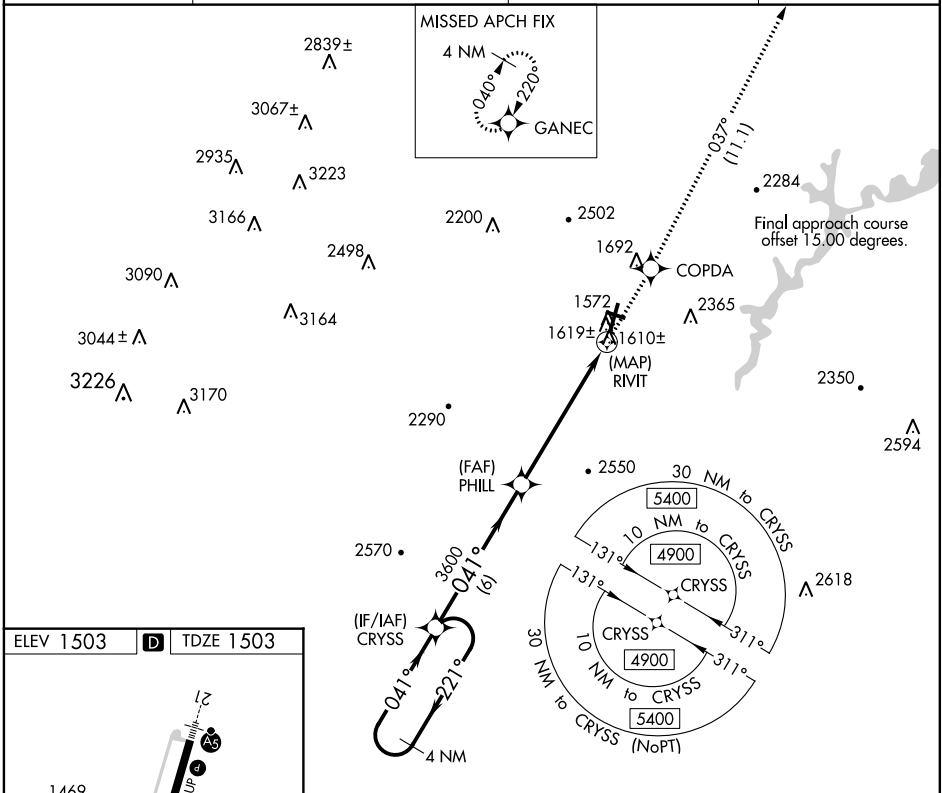 MISSED APCH FIX
4 NM
040°
220°
GANEC
2839±
3067±
2935
3223
3166
2200
2502
2498
3090
3164
3044±
3226
3170
037°
(11.1)
2284
Final approach course
offset 15.00 degrees.
1692
COPDA
1572
2365
1619±
1610±
(MAP)
RIVIT
2350
2290
2594
(FAF)
PHILL
2550
2570
3600
041°
(6)
(IF/IAF)
CRYSS
041°
221°
4 NM
30 NM to CRYSS
5400
10 NM to CRYSS
4900
131°
CRYSS
311°
2618
131°
CRYSS
311°
4900
10 NM to CRYSS
5400
30 NM to CRYSS (NoPT)
ELEV 1503
D
TDZE 1503
21
A5
UP
1469